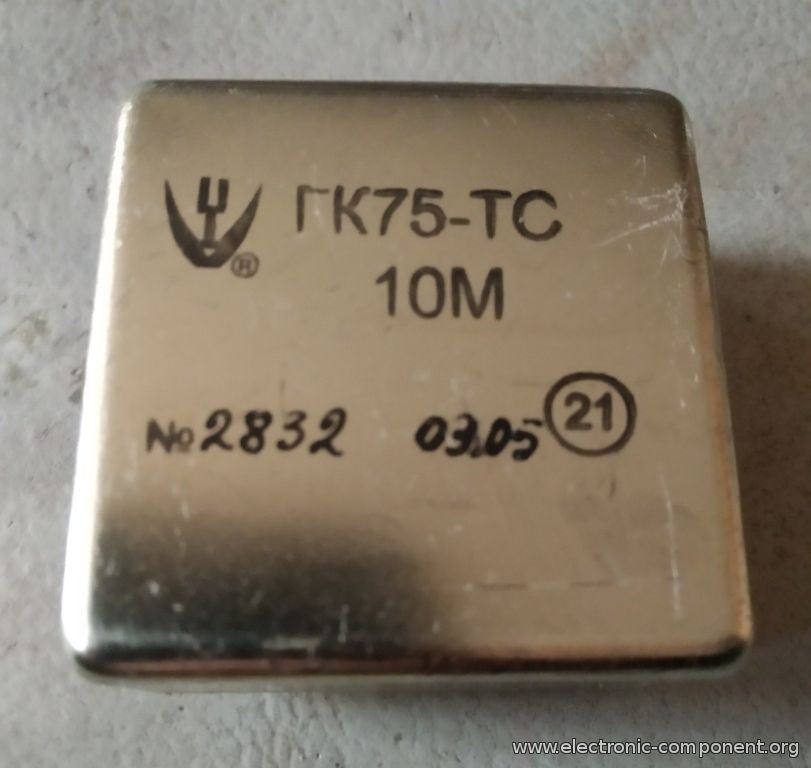 ГК75-ТС
®
10М
№2832 03.05 21
www.electronic-component.org